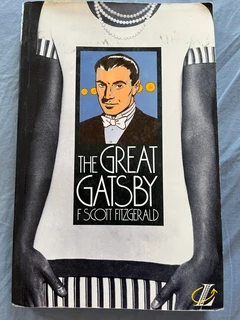 THE GREAT
GATSBY
F. SCOTT FITZGERALD